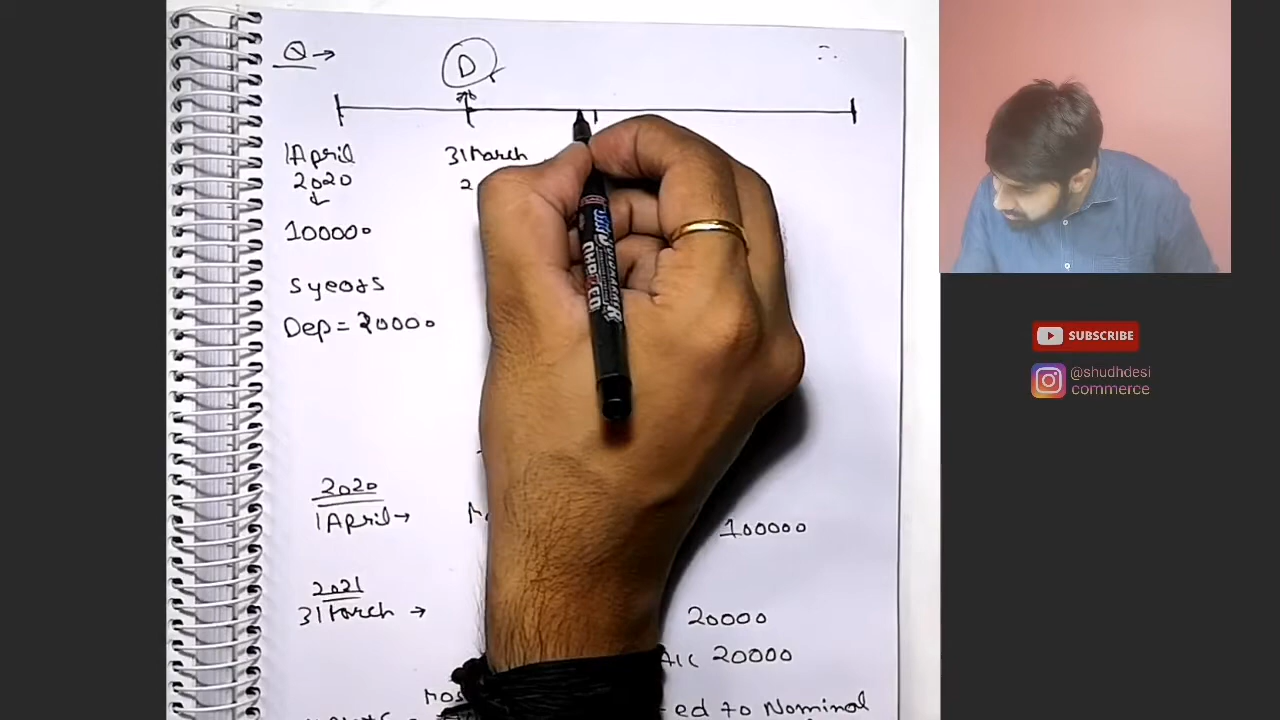 Q →
D
1April
31March
2020
2
100000
5years
Dep = 20000
2020
1April →
100000
2021
31March →
20000
A/c 20000
ed to Nominal
SUBSCRIBE
@shudhdesi
commerce